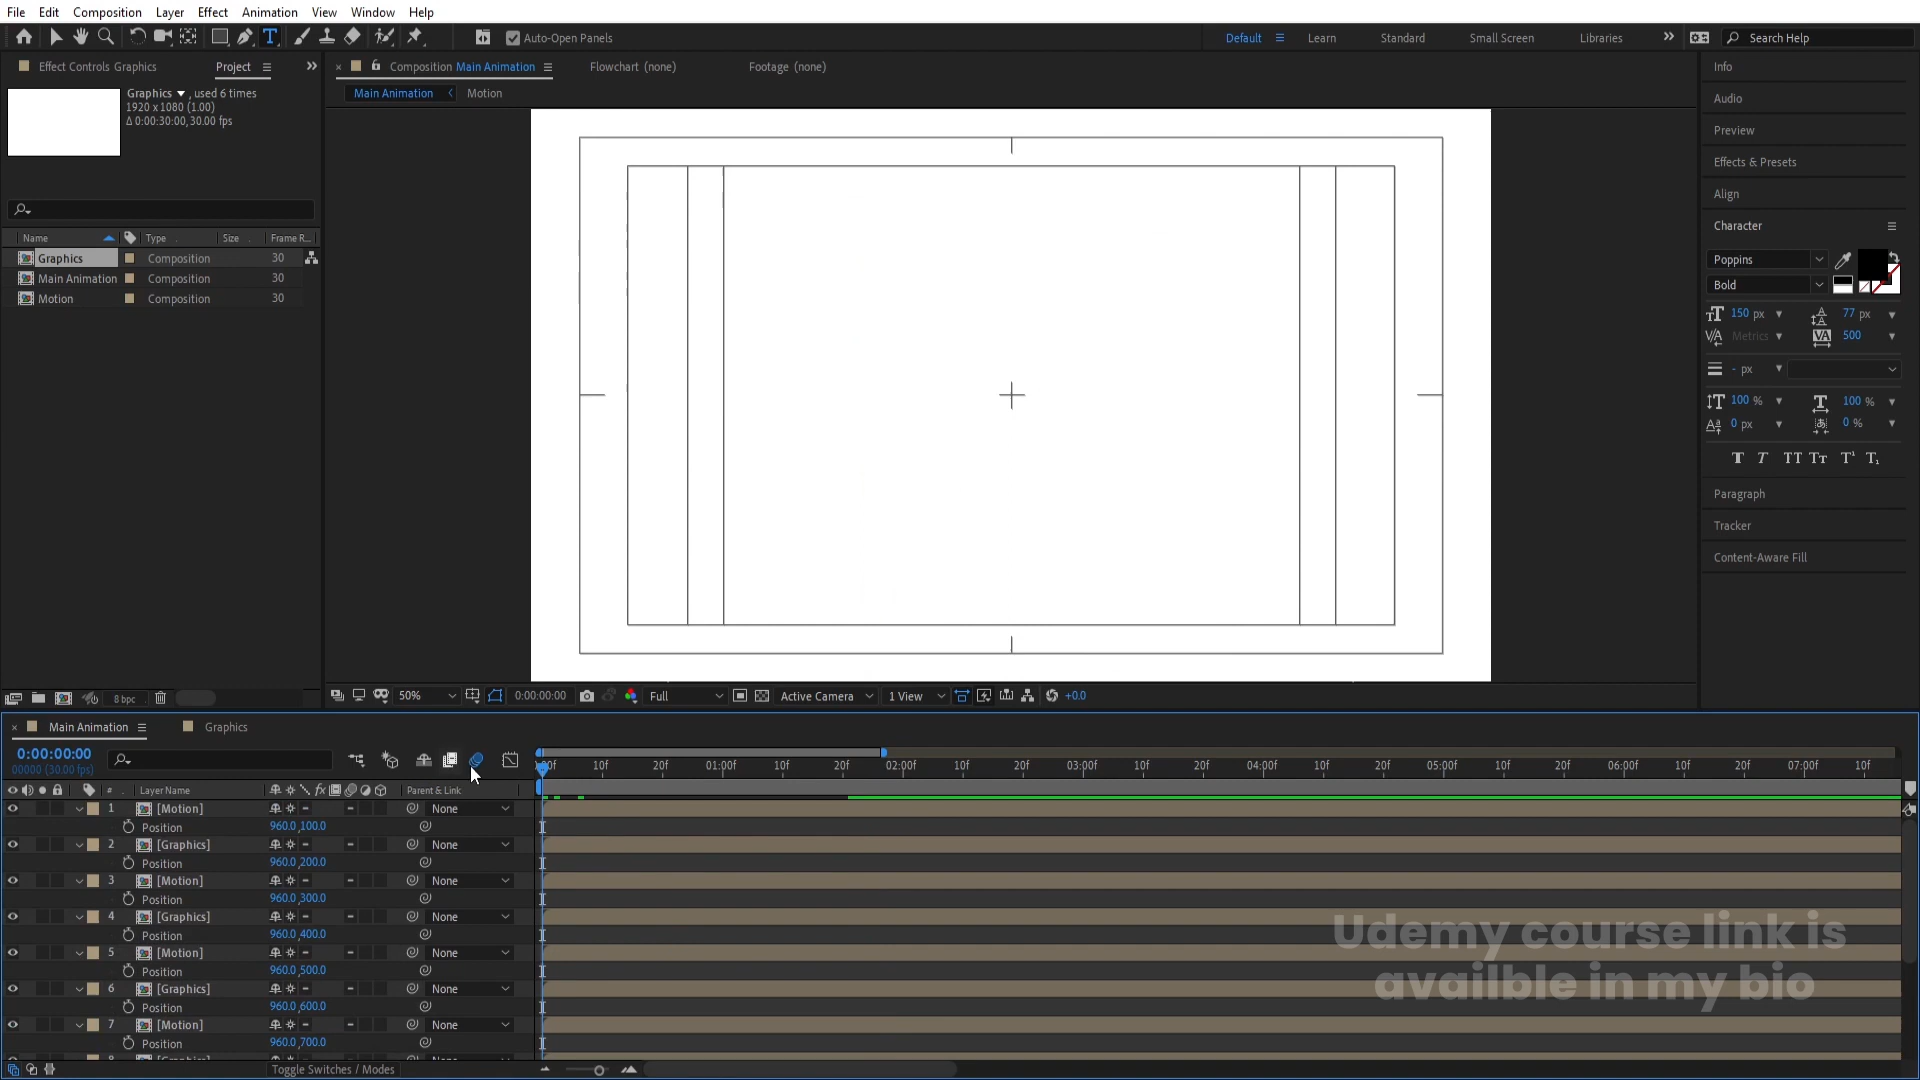 File Edit Composition Layer Effect Animation View Window Help
Auto-Open Panels
Default Learn Standard Small Screen Libraries Search Help
Effect Controls Graphics Project
Graphics , used 6 times
1920 x 1080 (1.00)
Δ 0:00:30:00, 30.00 fps
Name Type Size Frame R...
Graphics Composition 30
Main Animation Composition 30
Motion Composition 30
8 bpc
Composition Main Animation Flowchart (none) Footage (none)
Main Animation Motion
50% 0:00:00:00 Full Active Camera 1 View +0.0
Info
Audio
Preview
Effects & Presets
Align
Character
Poppins
Bold
150 px 77 px
Metrics 500
- px
100 % 100 %
0 px 0 %
Paragraph
Tracker
Content-Aware Fill
Main Animation Graphics
0:00:00:00
00000 (30.00 fps)
10f 20f 01:00f 10f 20f 02:00f 10f 20f 03:00f 10f 20f 04:00f 10f 20f 05:00f 10f 20f 06:00f 10f 20f 07:00f 10f
# Layer Name Parent & Link
1 [Motion] None
Position 960.0,100.0
2 [Graphics] None
Position 960.0,200.0
3 [Motion] None
Position 960.0,300.0
4 [Graphics] None
Position 960.0,400.0
5 [Motion] None
Position 960.0,500.0
6 [Graphics] None
Position 960.0,600.0
7 [Motion] None
Position 960.0,700.0
Toggle Switches / Modes
Udemy course link is
availble in my bio